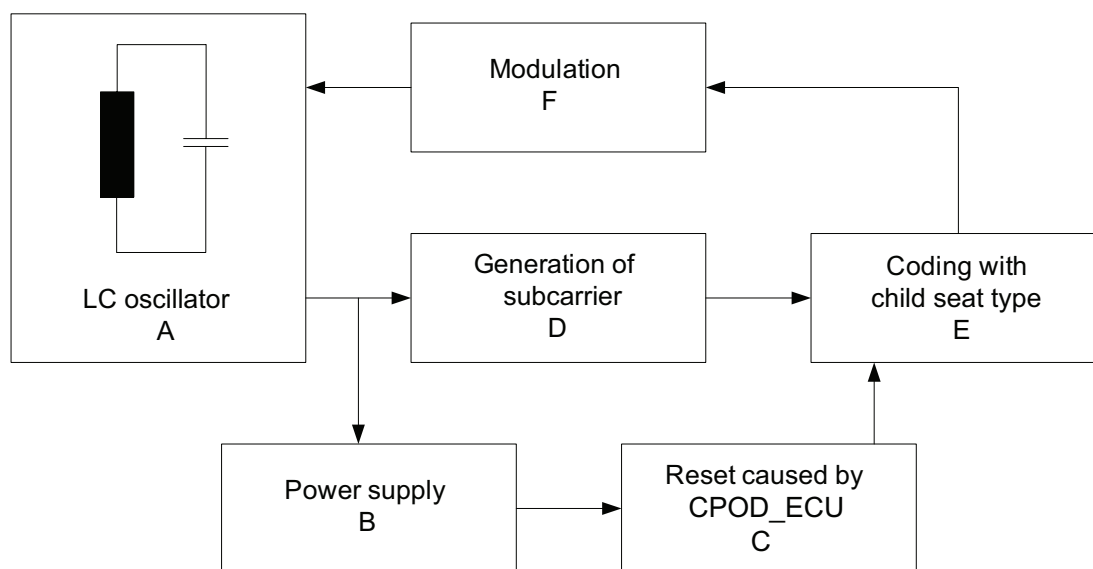 Modulation
F
LC oscillator
A
Generation of
subcarrier
D
Coding with
child seat type
E
Power supply
B
Reset caused by
CPOD_ECU
C